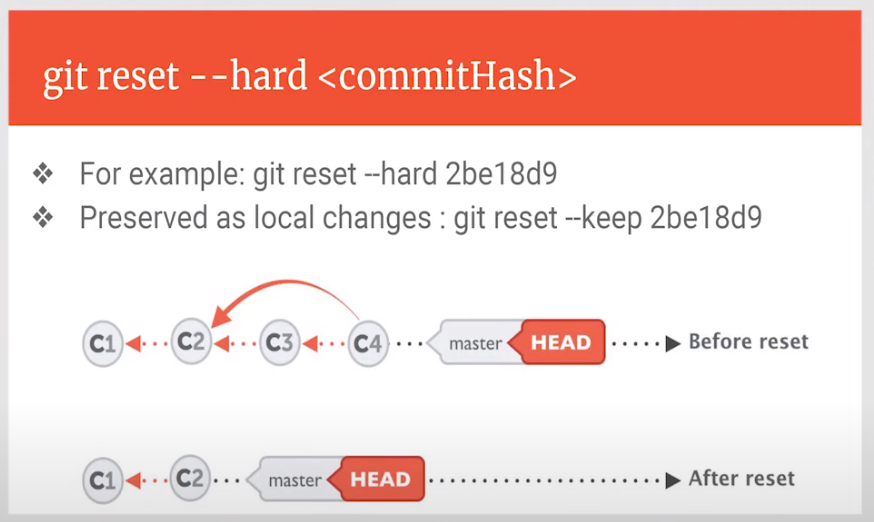 git reset --hard <commitHash>
❖ For example: git reset --hard 2be18d9
❖ Preserved as local changes : git reset --keep 2be18d9
C1 C2 C3 C4 master HEAD Before reset
C1 C2 master HEAD After reset